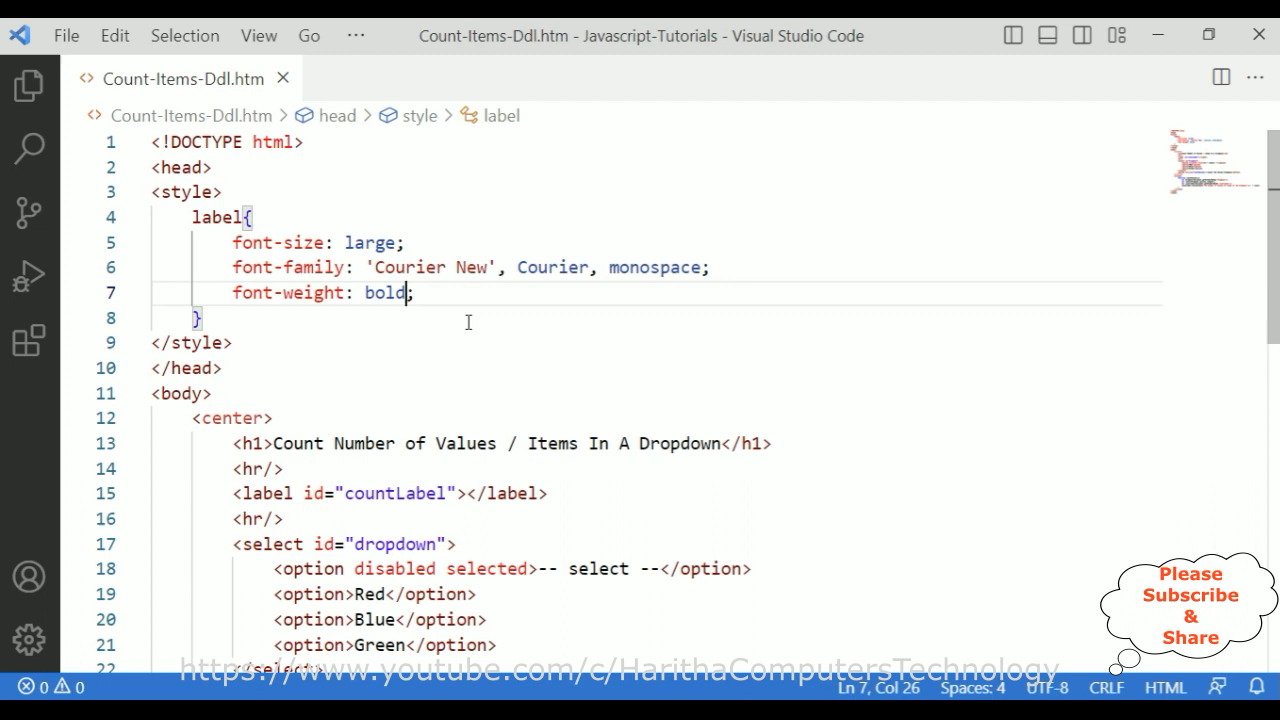 File Edit Selection View Go ··· Count-Items-Ddl.htm - Javascript-Tutorials - Visual Studio Code
Count-Items-Ddl.htm
Count-Items-Ddl.htm > head > style > label
1 <!DOCTYPE html>
2 <head>
3 <style>
4 label{
5 font-size: large;
6 font-family: 'Courier New', Courier, monospace;
7 font-weight: bold;
8 }
9 </style>
10 </head>
11 <body>
12 <center>
13 <h1>Count Number of Values / Items In A Dropdown</h1>
14 <hr/>
15 <label id="countLabel"></label>
16 <hr/>
17 <select id="dropdown">
18 <option disabled selected>-- select --</option>
19 <option>Red</option>
20 <option>Blue</option>
21 <option>Green</option>
22 </select>
Please
Subscribe
&
Share
https://www.youtube.com/c/HarithaComputersTechnology
0 0 Ln 7, Col 26 Spaces: 4 UTF-8 CRLF HTML